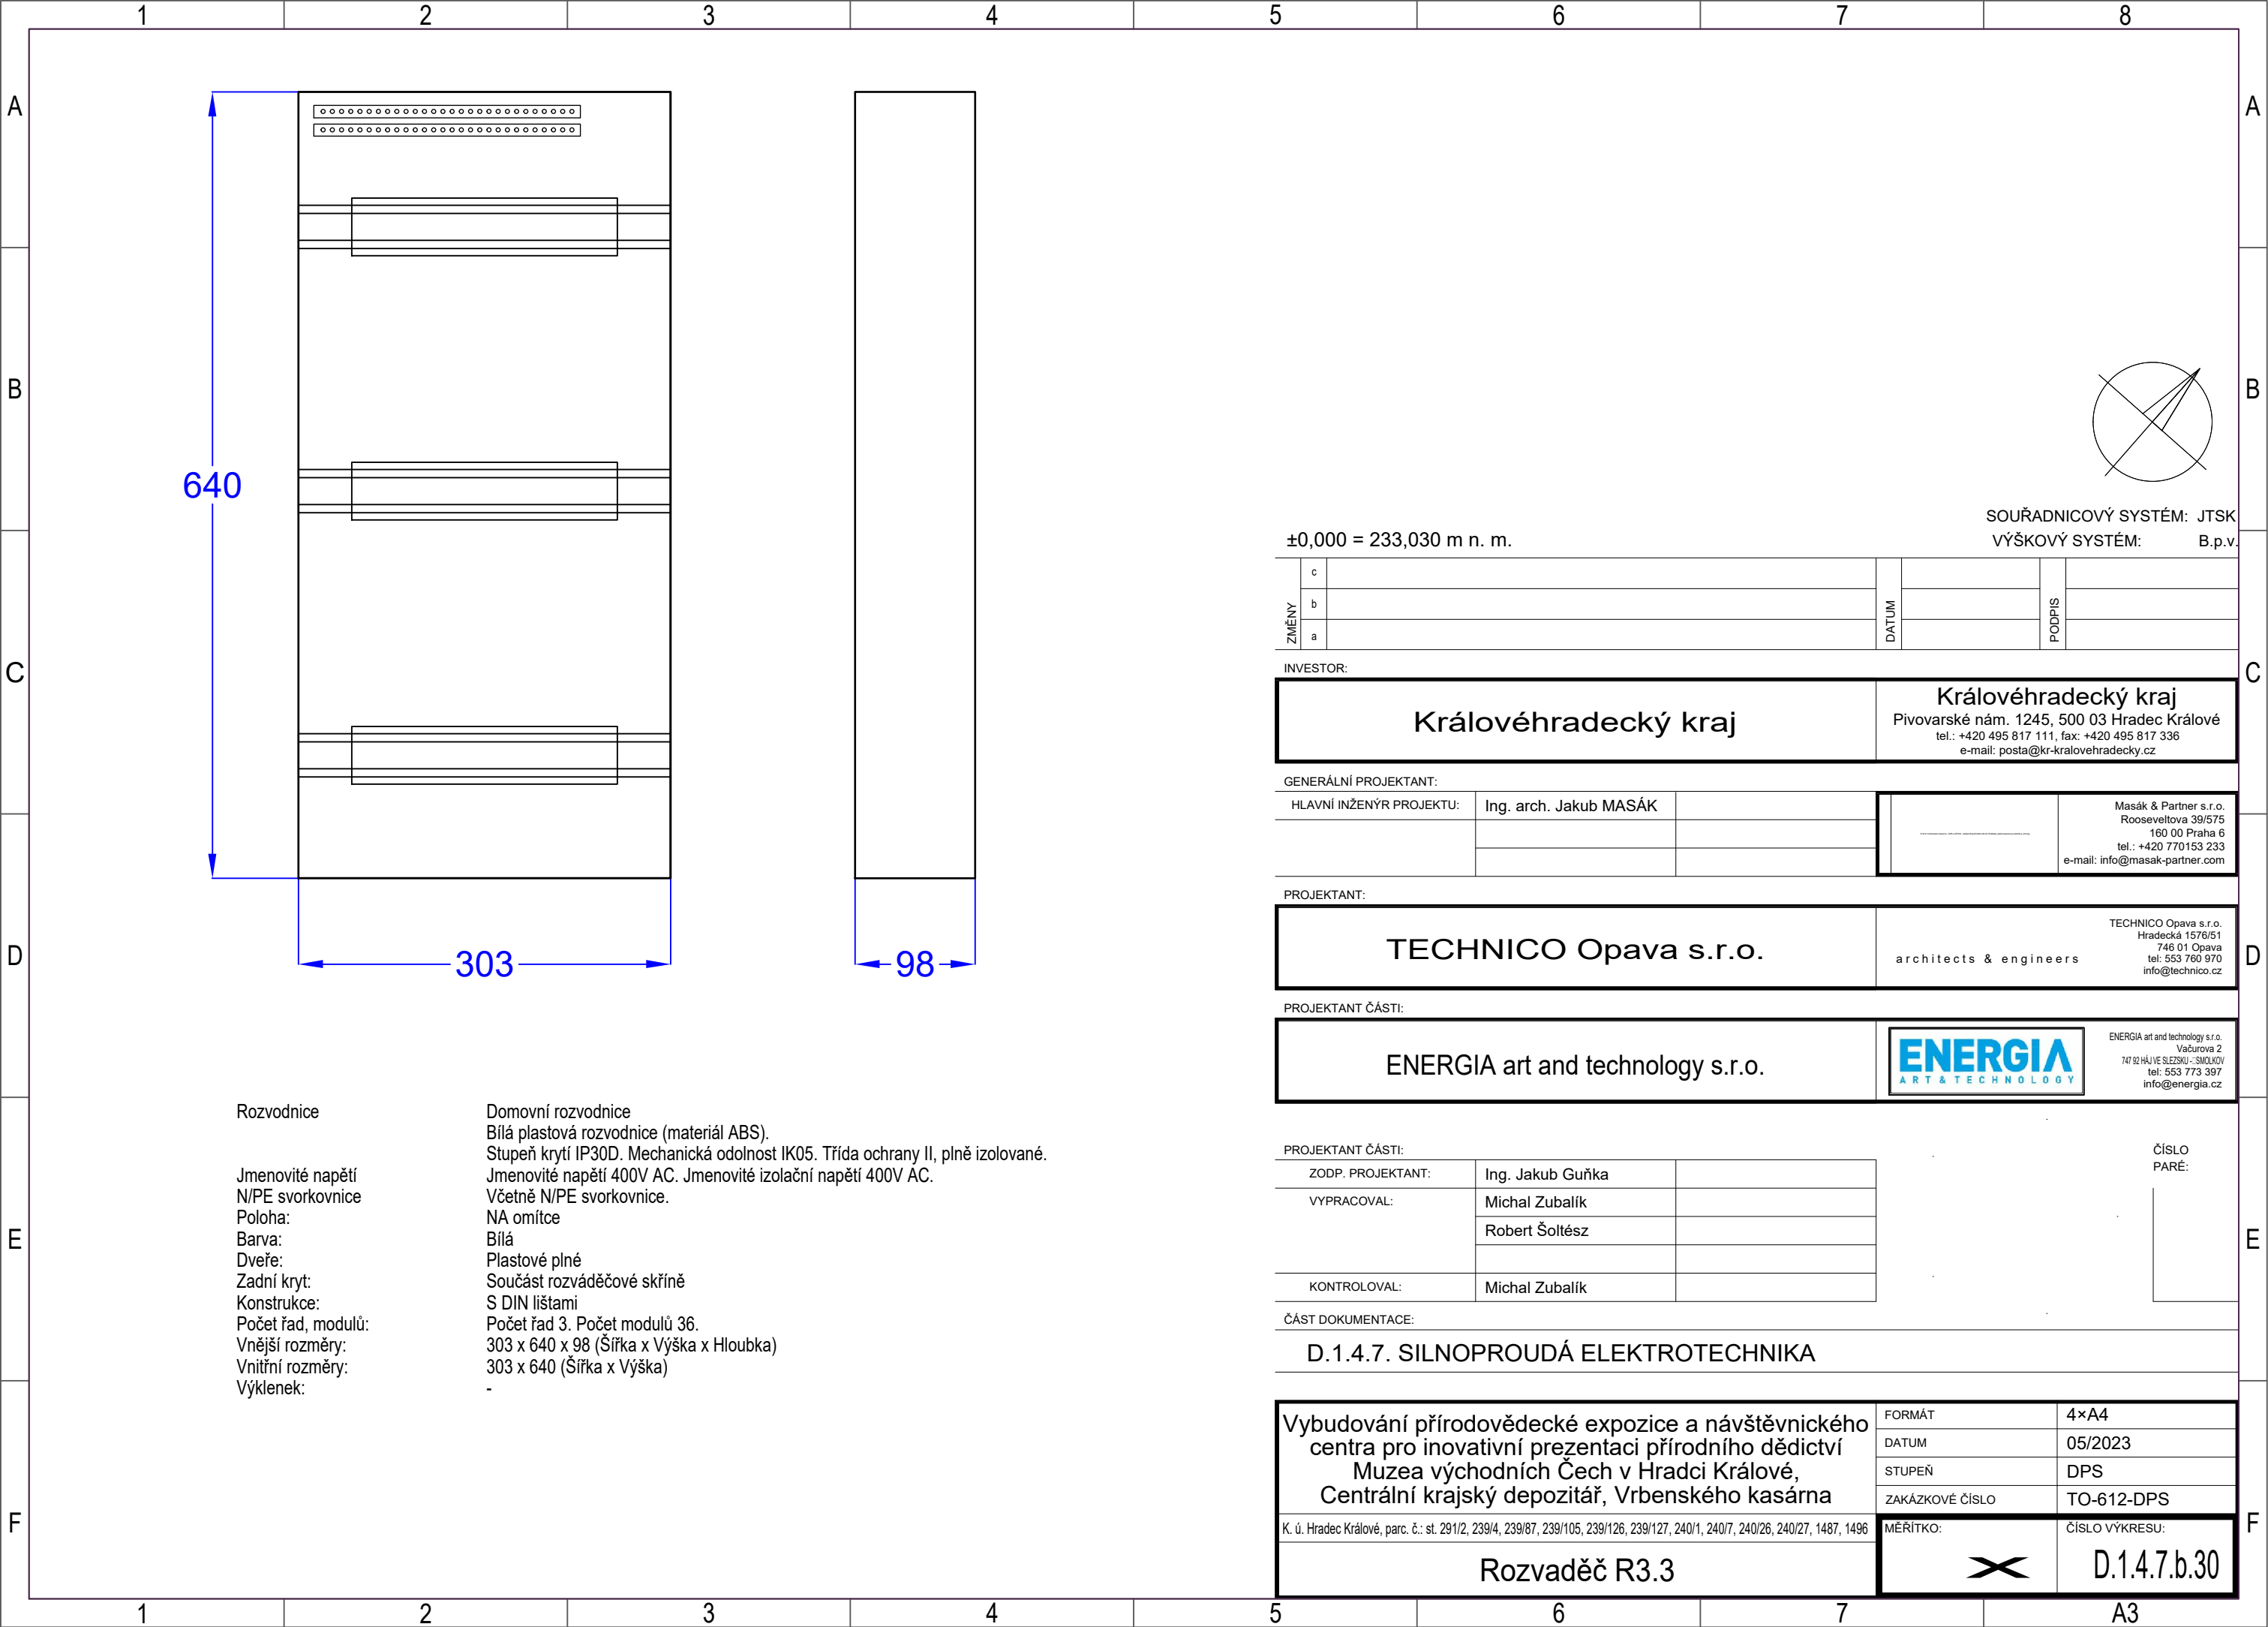 1 2 3 4 5 6 7 8
A A
B B
C C
D D
E E
F F
640
303
98
SOUŘADNICOVÝ SYSTÉM: JTSK
±0,000 = 233,030 m n. m.
VÝŠKOVÝ SYSTÉM: B.p.v.
ZMĚNY
c
b
a
DATUM
PODPIS
INVESTOR:
Královéhradecký kraj
Královéhradecký kraj
Pivovarské nám. 1245, 500 03 Hradec Králové
tel.: +420 495 817 111, fax: +420 495 817 336
e-mail: posta@kr-kralovehradecky.cz
GENERÁLNÍ PROJEKTANT:
HLAVNÍ INŽENÝR PROJEKTU: Ing. arch. Jakub MASÁK
Masák & Partner s.r.o.
Rooseveltova 39/575
160 00 Praha 6
tel.: +420 770153 233
e-mail: info@masak-partner.com
PROJEKTANT:
TECHNICO Opava s.r.o.
architects & engineers
TECHNICO Opava s.r.o.
Hradecká 1576/51
746 01 Opava
tel: 553 760 970
info@technico.cz
PROJEKTANT ČÁSTI:
ENERGIA art and technology s.r.o.
ENERGIA
ART & TECHNOLOGY
ENERGIA art and technology s.r.o.
Vačurova 2
747 92 HÁJ VE SLEZSKU - SMOLKOV
tel: 553 773 397
info@energia.cz
Rozvodnice Domovní rozvodnice
Bílá plastová rozvodnice (materiál ABS).
Stupeň krytí IP30D. Mechanická odolnost IK05. Třída ochrany II, plně izolované.
Jmenovité napětí Jmenovité napětí 400V AC. Jmenovité izolační napětí 400V AC.
N/PE svorkovnice Včetně N/PE svorkovnice.
Poloha: NA omítce
Barva: Bílá
Dveře: Plastové plné
Zadní kryt: Součást rozváděčové skříně
Konstrukce: S DIN lištami
Počet řad, modulů: Počet řad 3. Počet modulů 36.
Vnější rozměry: 303 x 640 x 98 (Šířka x Výška x Hloubka)
Vnitřní rozměry: 303 x 640 (Šířka x Výška)
Výklenek: -
PROJEKTANT ČÁSTI:
ZODP. PROJEKTANT: Ing. Jakub Guňka
VYPRACOVAL: Michal Zubalík
Robert Šoltész
KONTROLOVAL: Michal Zubalík
ČÍSLO
PARÉ:
ČÁST DOKUMENTACE:
D.1.4.7. SILNOPROUDÁ ELEKTROTECHNIKA
Vybudování přírodovědecké expozice a návštěvnického
centra pro inovativní prezentaci přírodního dědictví
Muzea východních Čech v Hradci Králové,
Centrální krajský depozitář, Vrbenského kasárna
K. ú. Hradec Králové, parc. č.: st. 291/2, 239/4, 239/87, 239/105, 239/126, 239/127, 240/1, 240/7, 240/26, 240/27, 1487, 1496
Rozvaděč R3.3
FORMÁT 4×A4
DATUM 05/2023
STUPEŇ DPS
ZAKÁZKOVÉ ČÍSLO TO-612-DPS
MĚŘÍTKO: ČÍSLO VÝKRESU:
X D.1.4.7.b.30
1 2 3 4 5 6 7 A3